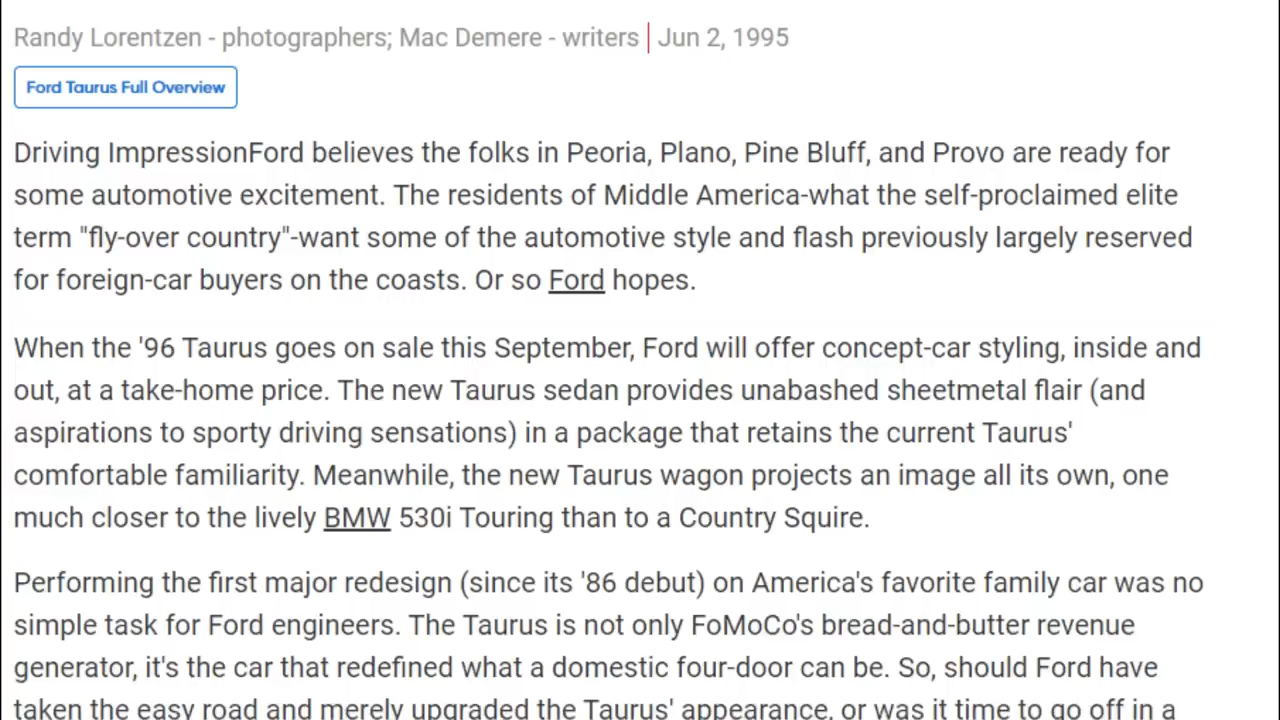 Randy Lorentzen - photographers; Mac Demere - writers | Jun 2, 1995
Ford Taurus Full Overview
Driving ImpressionFord believes the folks in Peoria, Plano, Pine Bluff, and Provo are ready for
some automotive excitement. The residents of Middle America-what the self-proclaimed elite
term "fly-over country"-want some of the automotive style and flash previously largely reserved
for foreign-car buyers on the coasts. Or so Ford hopes.
When the '96 Taurus goes on sale this September, Ford will offer concept-car styling, inside and
out, at a take-home price. The new Taurus sedan provides unabashed sheetmetal flair (and
aspirations to sporty driving sensations) in a package that retains the current Taurus'
comfortable familiarity. Meanwhile, the new Taurus wagon projects an image all its own, one
much closer to the lively BMW 530i Touring than to a Country Squire.
Performing the first major redesign (since its '86 debut) on America's favorite family car was no
simple task for Ford engineers. The Taurus is not only FoMoCo's bread-and-butter revenue
generator, it's the car that redefined what a domestic four-door can be. So, should Ford have
taken the easy road and merely upgraded the Taurus' appearance, or was it time to go off in a